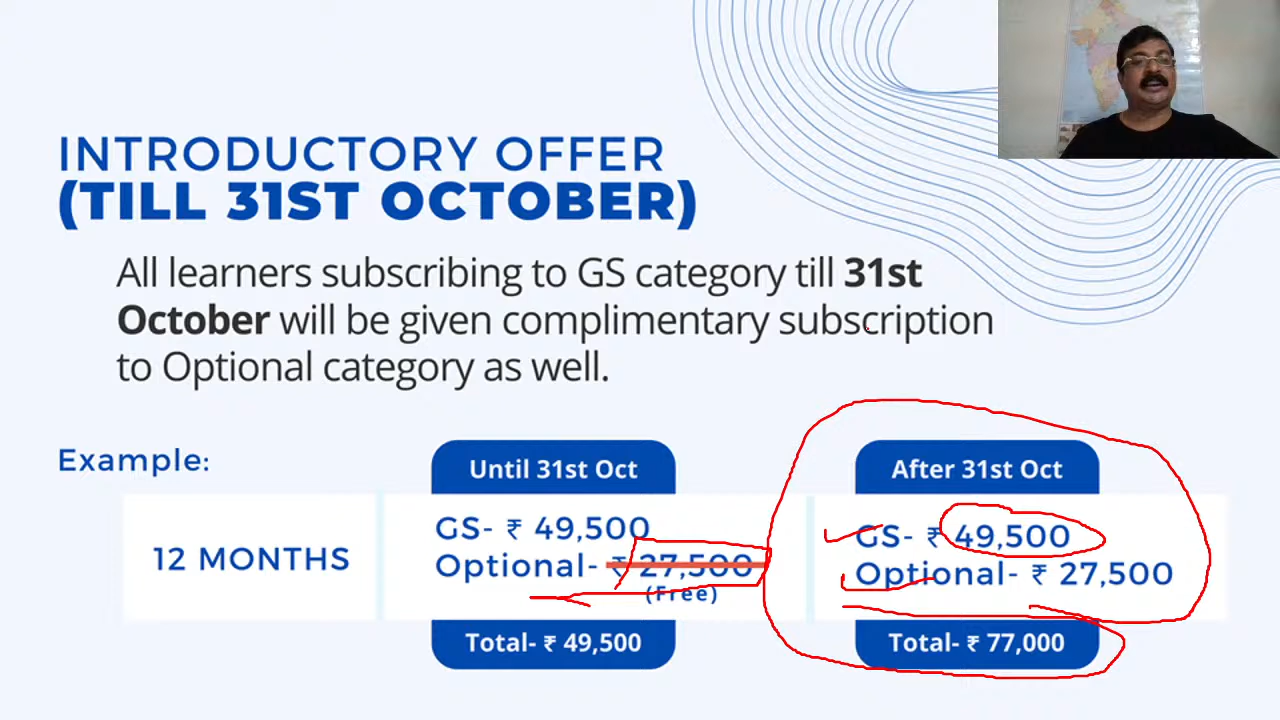 INTRODUCTORY OFFER
(TILL 31ST OCTOBER)
All learners subscribing to GS category till 31st
October will be given complimentary subscription
to Optional category as well.
Example:
12 MONTHS
Until 31st Oct
GS- ₹ 49,500
Optional- ₹ 27,500
(Free)
Total- ₹ 49,500
After 31st Oct
GS- ₹ 49,500
Optional- ₹ 27,500
Total- ₹ 77,000